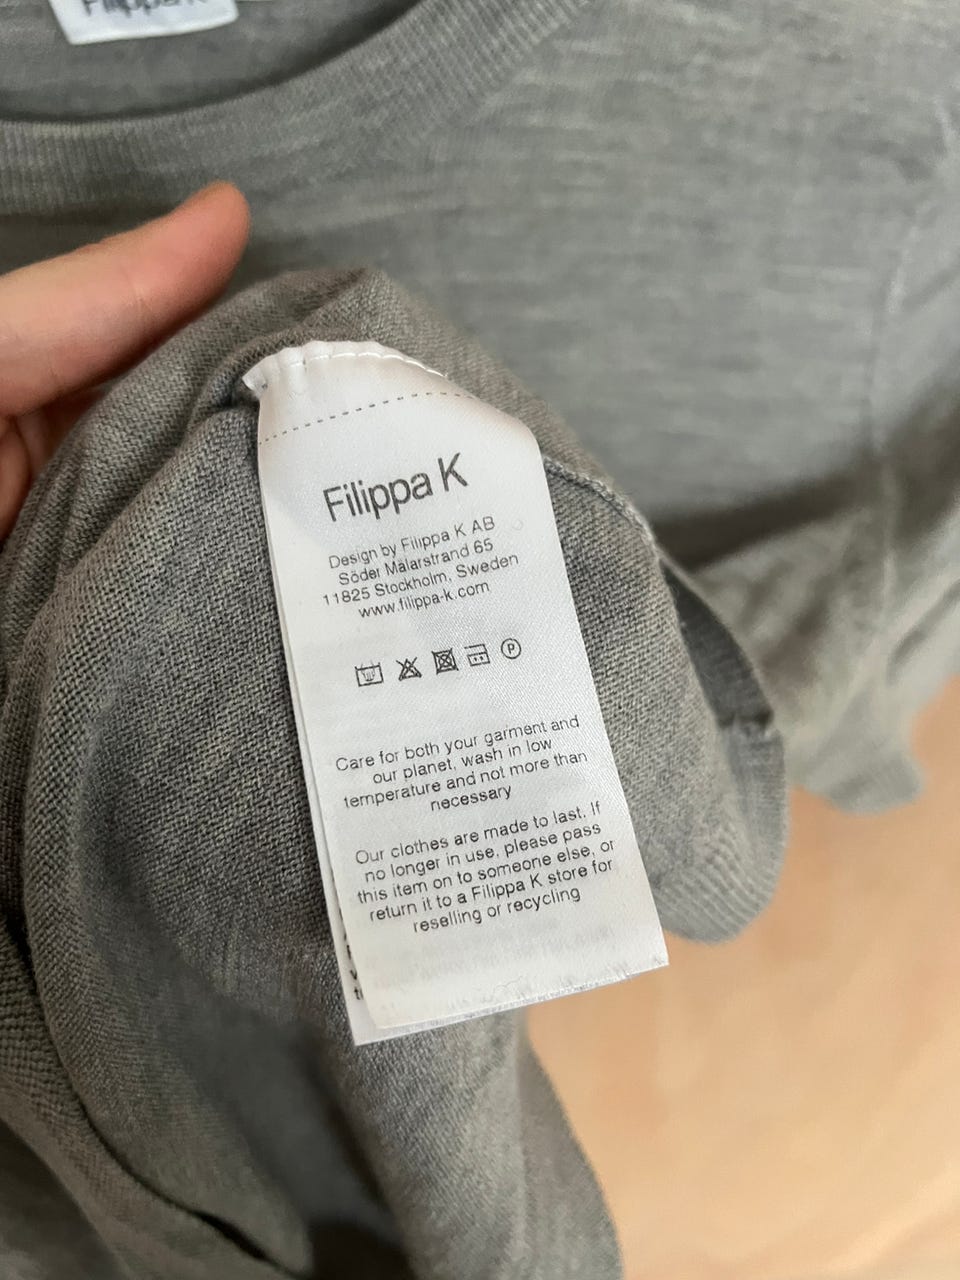 Filippa K
Filippa K
Design by Filippa K AB
Söder Mälarstrand 65
11825 Stockholm, Sweden
www.filippa-k.com
P
Care for both your garment and
our planet, wash in low
temperature and not more than
necessary
Our clothes are made to last. If
no longer in use, please pass
this item on to someone else, or
return it to a Filippa K store for
reselling or recycling